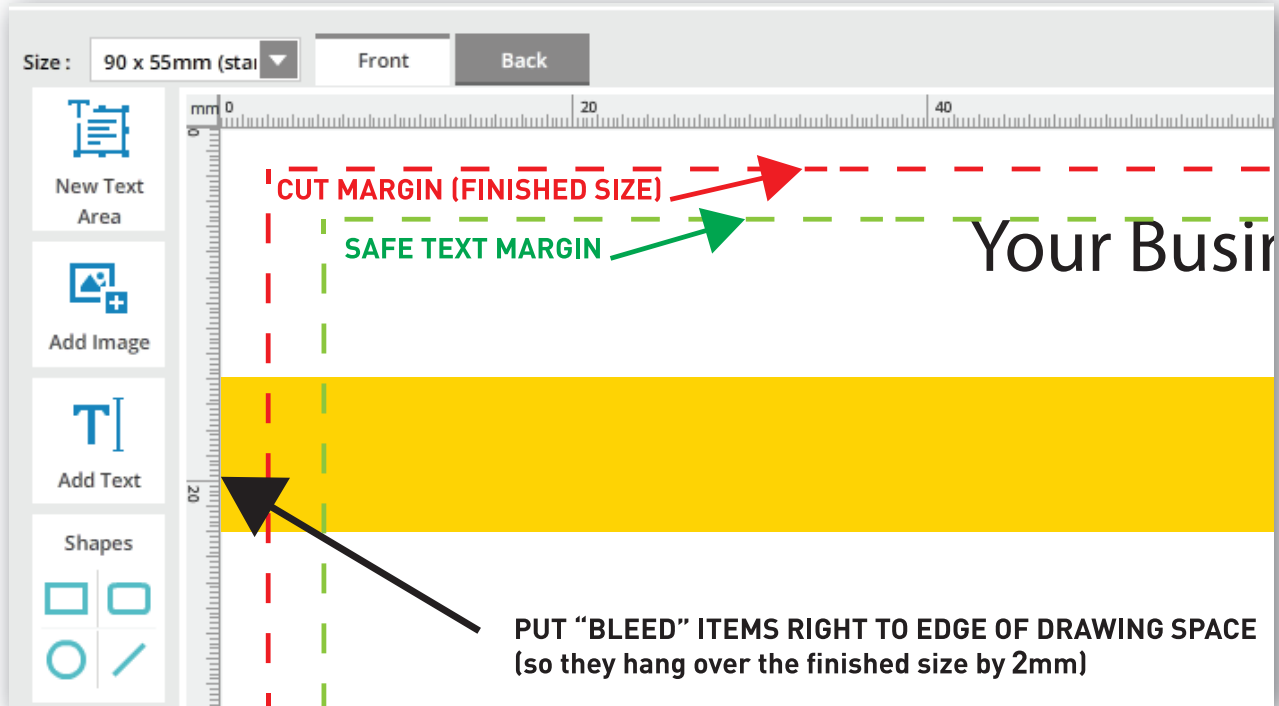 Size :
90 x 55mm (star
Front
Back
mm
0
20
40
0
New Text
Area
CUT MARGIN (FINISHED SIZE)
SAFE TEXT MARGIN
Your Busin
Add Image
T
Add Text
20
Shapes
PUT “BLEED” ITEMS RIGHT TO EDGE OF DRAWING SPACE
(so they hang over the finished size by 2mm)